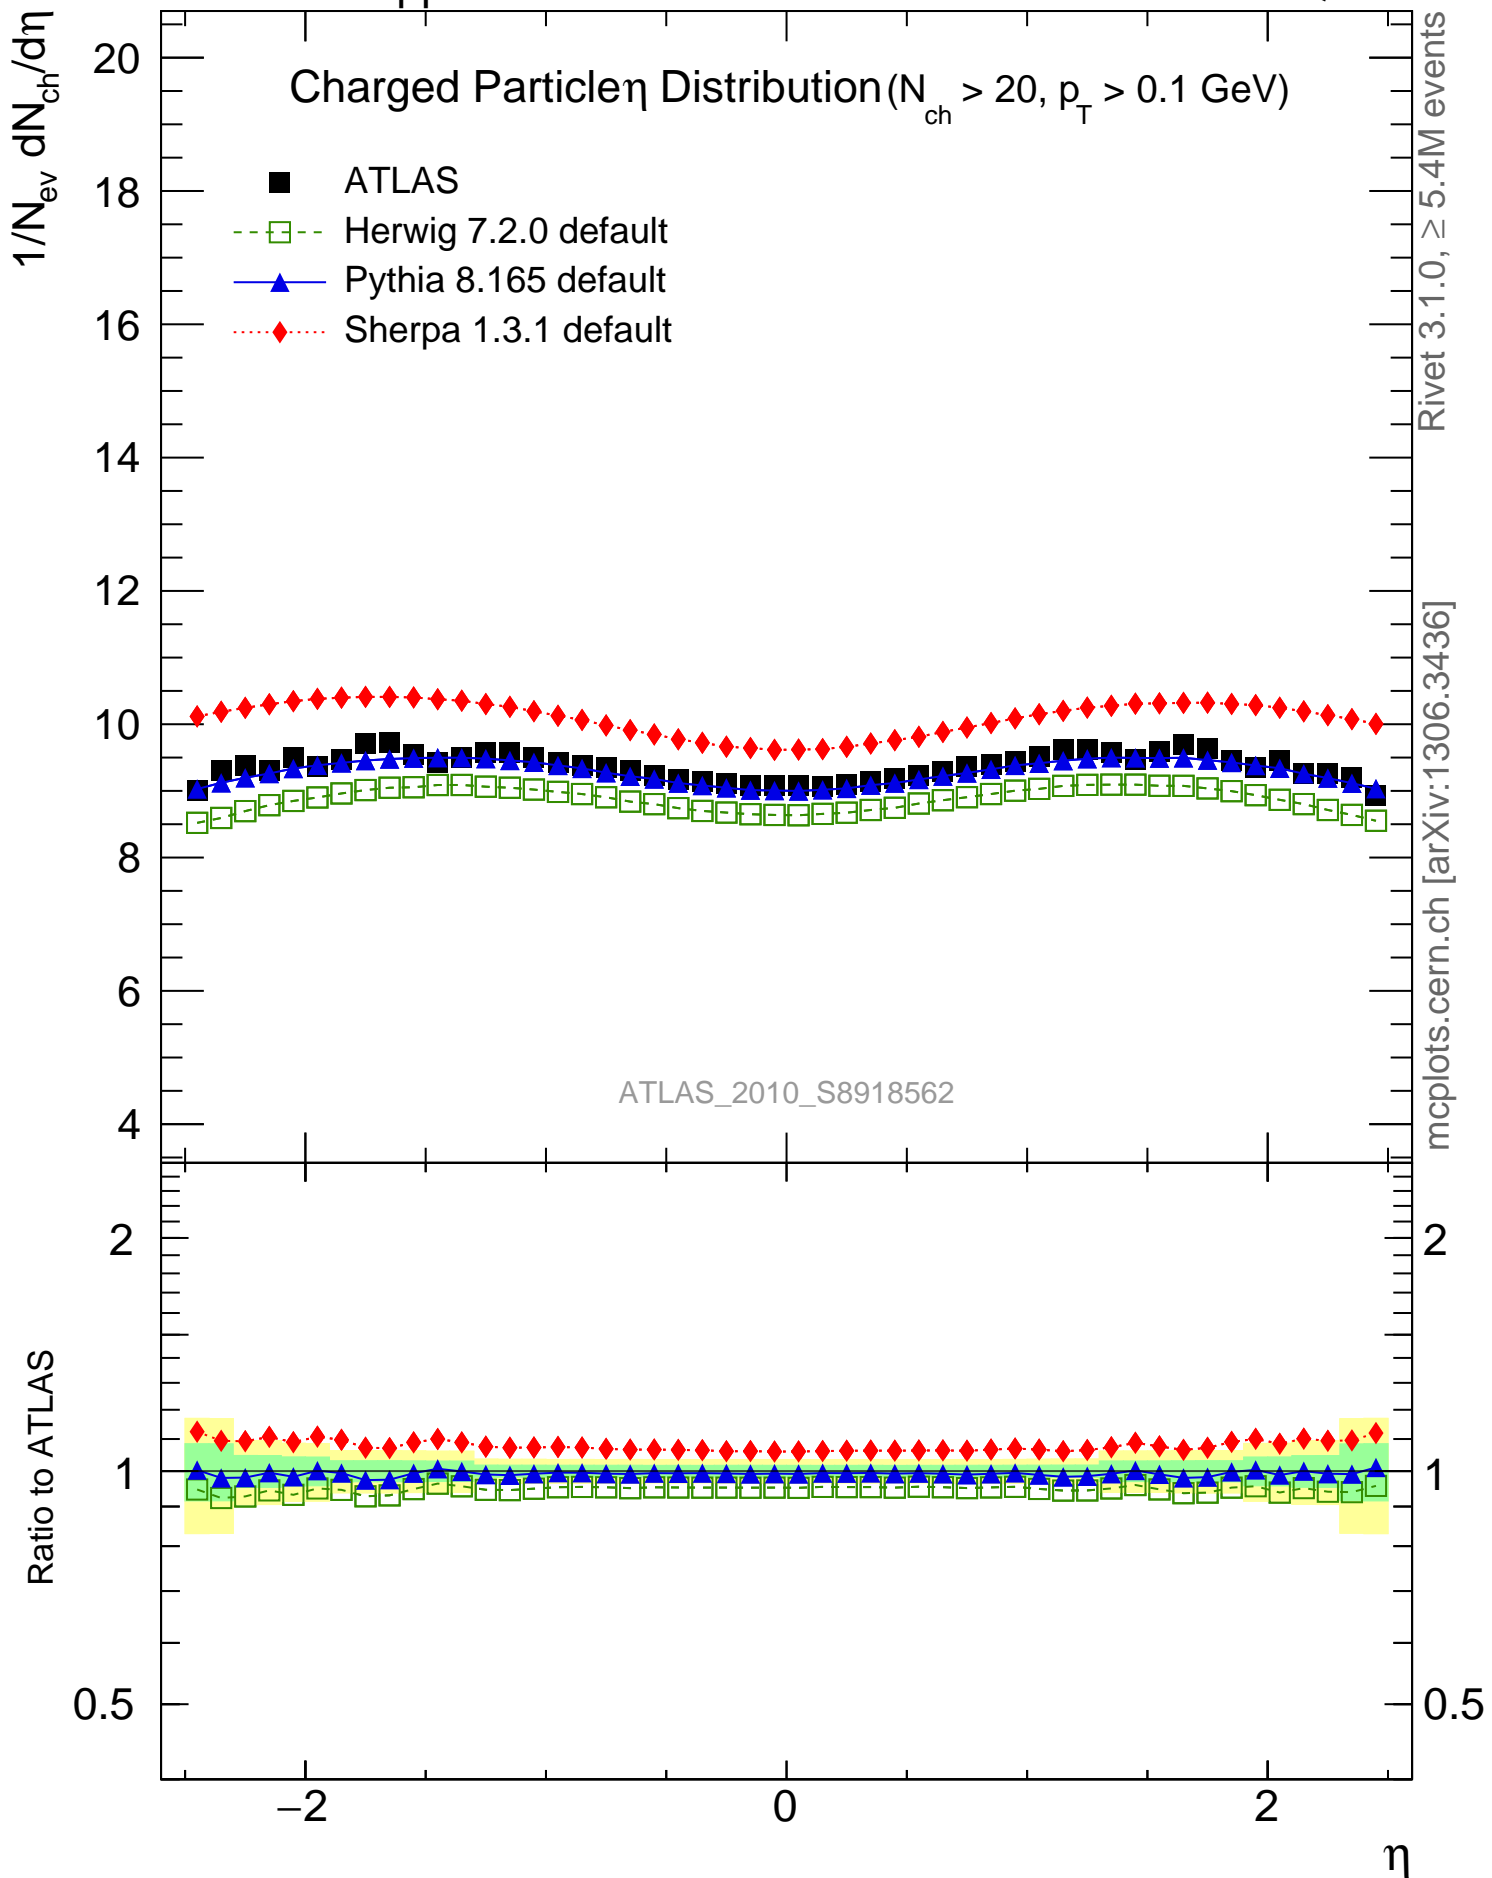 1/N_ev dN_ch/dη
Charged Particleη Distribution(N_ch > 20, p_T > 0.1 GeV)
ATLAS
Herwig 7.2.0 default
Pythia 8.165 default
Sherpa 1.3.1 default
20
18
16
14
12
10
8
6
4
ATLAS_2010_S8918562
Rivet 3.1.0, ≥ 5.4M events
mcplots.cern.ch [arXiv:1306.3436]
Ratio to ATLAS
2
1
0.5
2
1
0.5
−2
0
2
η